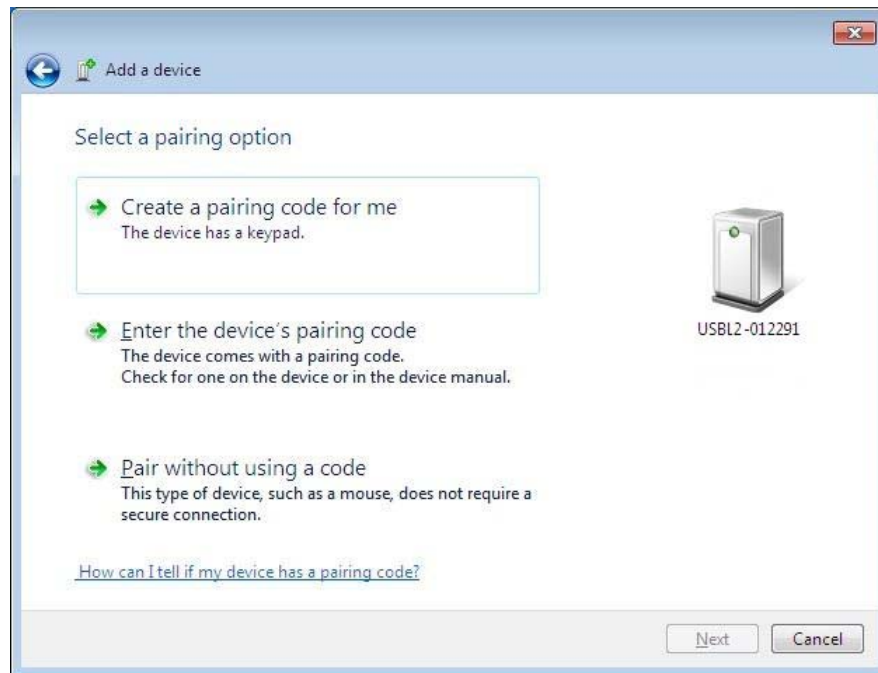 Add a device
Select a pairing option
Create a pairing code for me
The device has a keypad.
Enter the device's pairing code
The device comes with a pairing code.
Check for one on the device or in the device manual.
Pair without using a code
This type of device, such as a mouse, does not require a
secure connection.
How can I tell if my device has a pairing code?
USBL2-012291
Next
Cancel